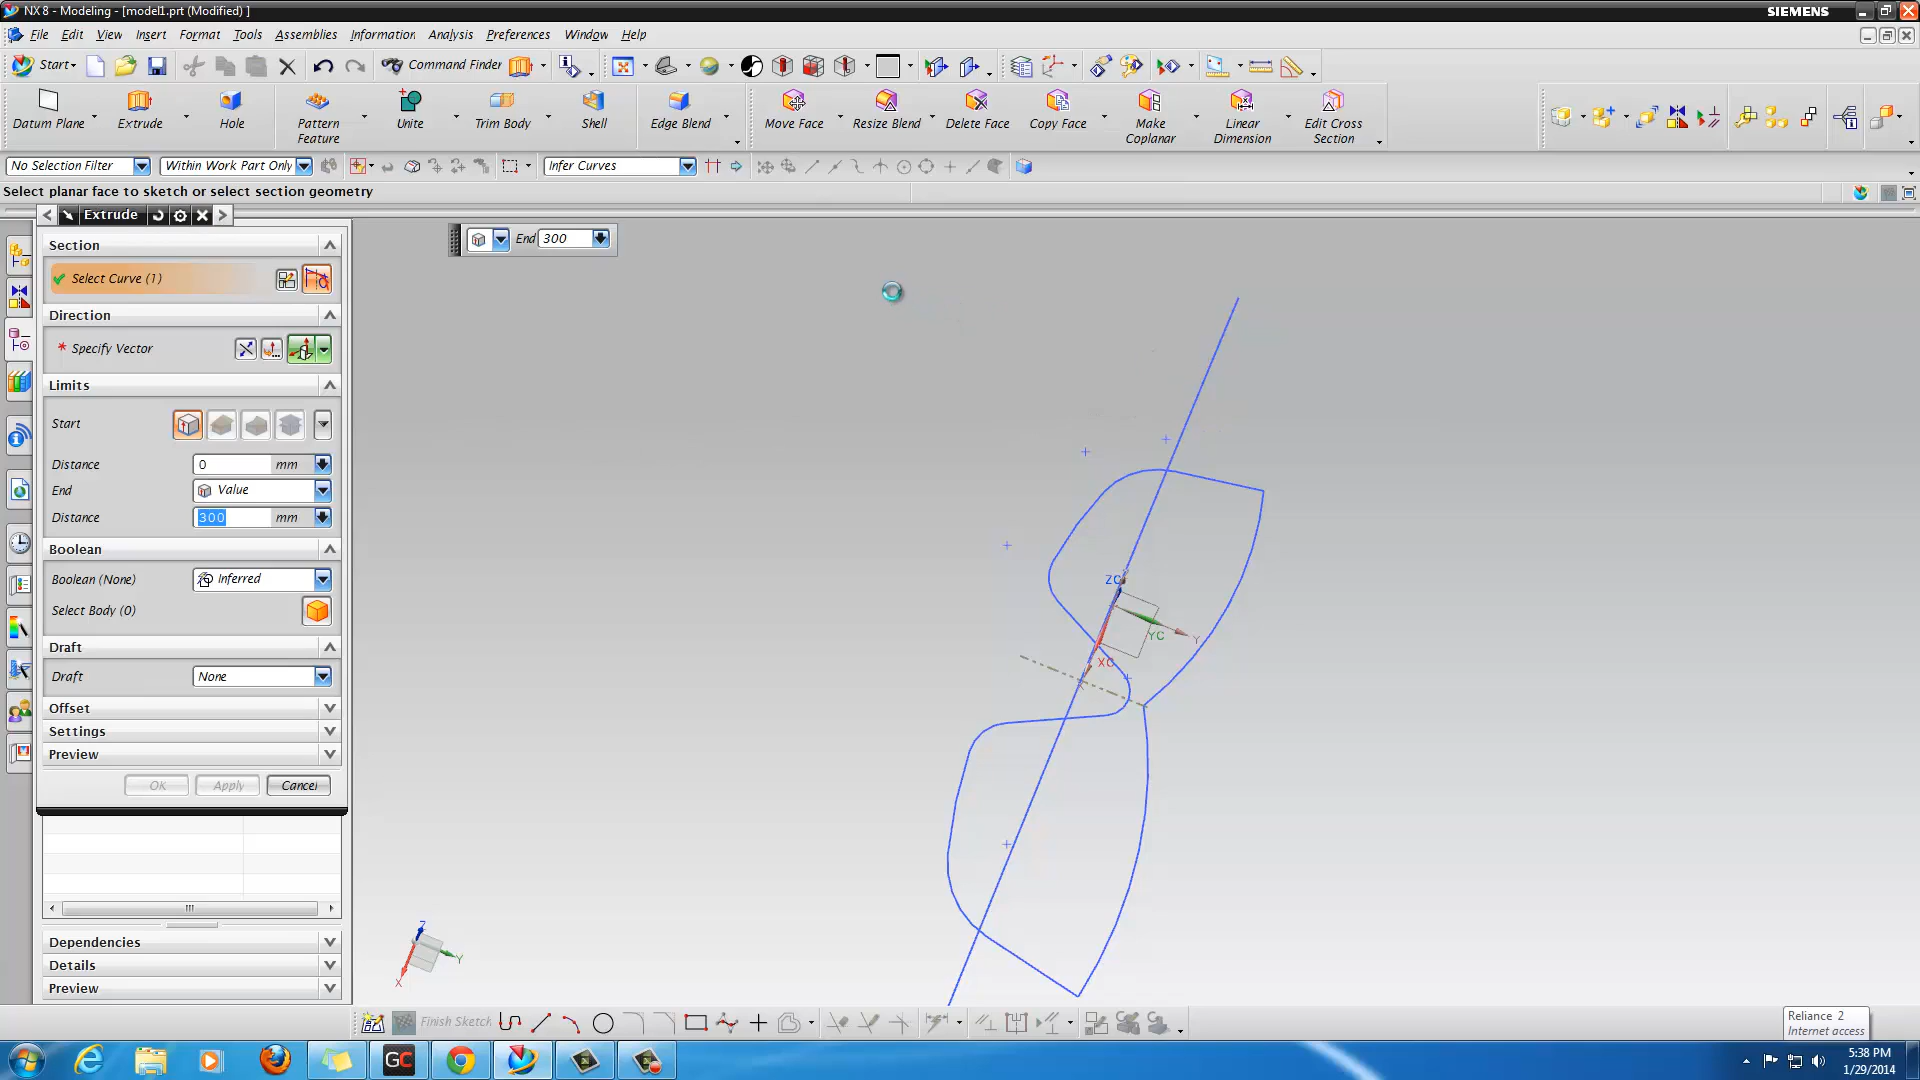 NX 8 - Modeling - [model1.prt (Modified) ]
SIEMENS
File Edit View Insert Format Tools Assemblies Information Analysis Preferences Window Help
Start Command Finder
Datum Plane Extrude Hole Pattern Feature Unite Trim Body Shell Edge Blend Move Face Resize Blend Delete Face Copy Face Make Coplanar Linear Dimension Edit Cross Section
No Selection Filter Within Work Part Only Infer Curves
Select planar face to sketch or select section geometry
Extrude
End 300
Section
Select Curve (1)
Direction
* Specify Vector
Limits
Start
Distance 0 mm
End Value
Distance 300 mm
Boolean
Boolean (None) Inferred
Select Body (0)
Draft
Draft None
Offset
Settings
Preview
OK Apply Cancel
Dependencies
Details
Preview
ZC
YC
Y
XC
X
Z
Y
X
Finish Sketch
Reliance 2
Internet access
GC
5:38 PM
1/29/2014